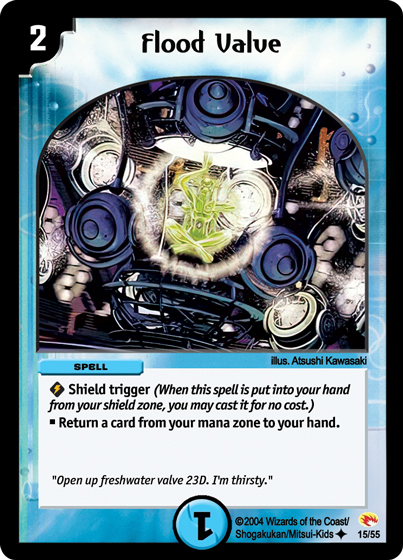 2
Flood Valve
illus. Atsushi Kawasaki
SPELL
Shield trigger (When this spell is put into your hand
from your shield zone, you may cast it for no cost.)
▪ Return a card from your mana zone to your hand.
"Open up freshwater valve 23D. I'm thirsty."
1
©2004 Wizards of the Coast/
Shogakukan/Mitsui-Kids ✦ 15/55